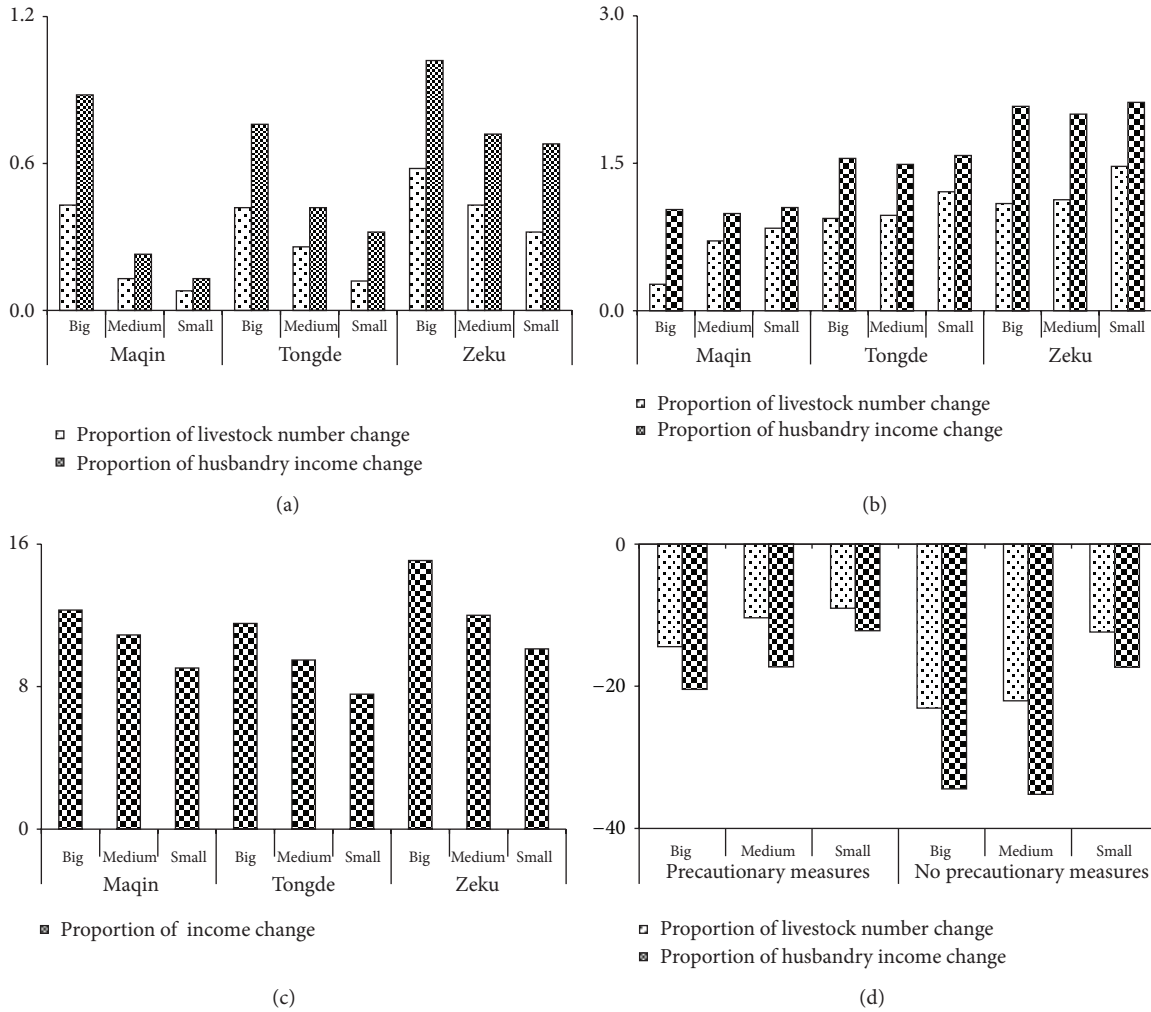 1.2
0.6
0.0
Big Medium Small Big Medium Small Big Medium Small
Maqin Tongde Zeku
Proportion of livestock number change
Proportion of husbandry income change
(a)
3.0
1.5
0.0
Big Medium Small Big Medium Small Big Medium Small
Maqin Tongde Zeku
Proportion of livestock number change
Proportion of husbandry income change
(b)
16
8
0
Big Medium Small Big Medium Small Big Medium Small
Maqin Tongde Zeku
Proportion of income change
(c)
0
−20
−40
Big Medium Small Big Medium Small
Precautionary measures No precautionary measures
Proportion of livestock number change
Proportion of husbandry income change
(d)